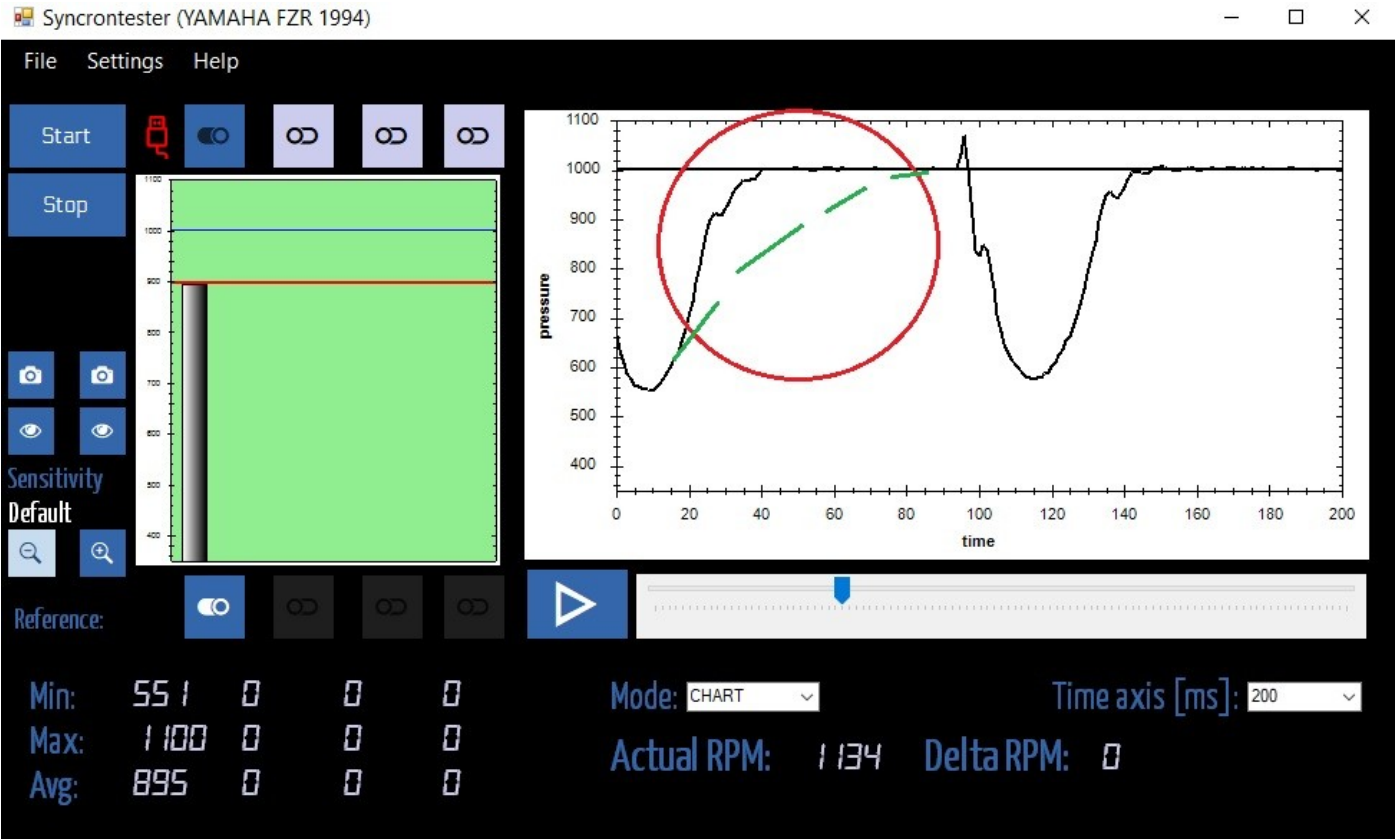 Syncrontester (YAMAHA FZR 1994)
File Settings Help
Start
Stop
1100
1000
900
800
700
600
500
400
Sensitivity
Default
Reference:
1100
1000
900
800
700
600
500
400
pressure
0 20 40 60 80 100 120 140 160 180 200
time
Min: 551 0 0 0
Max: 1100 0 0 0
Avg: 895 0 0 0
Mode: CHART
Time axis [ms]: 200
Actual RPM: 1134 Delta RPM: 0